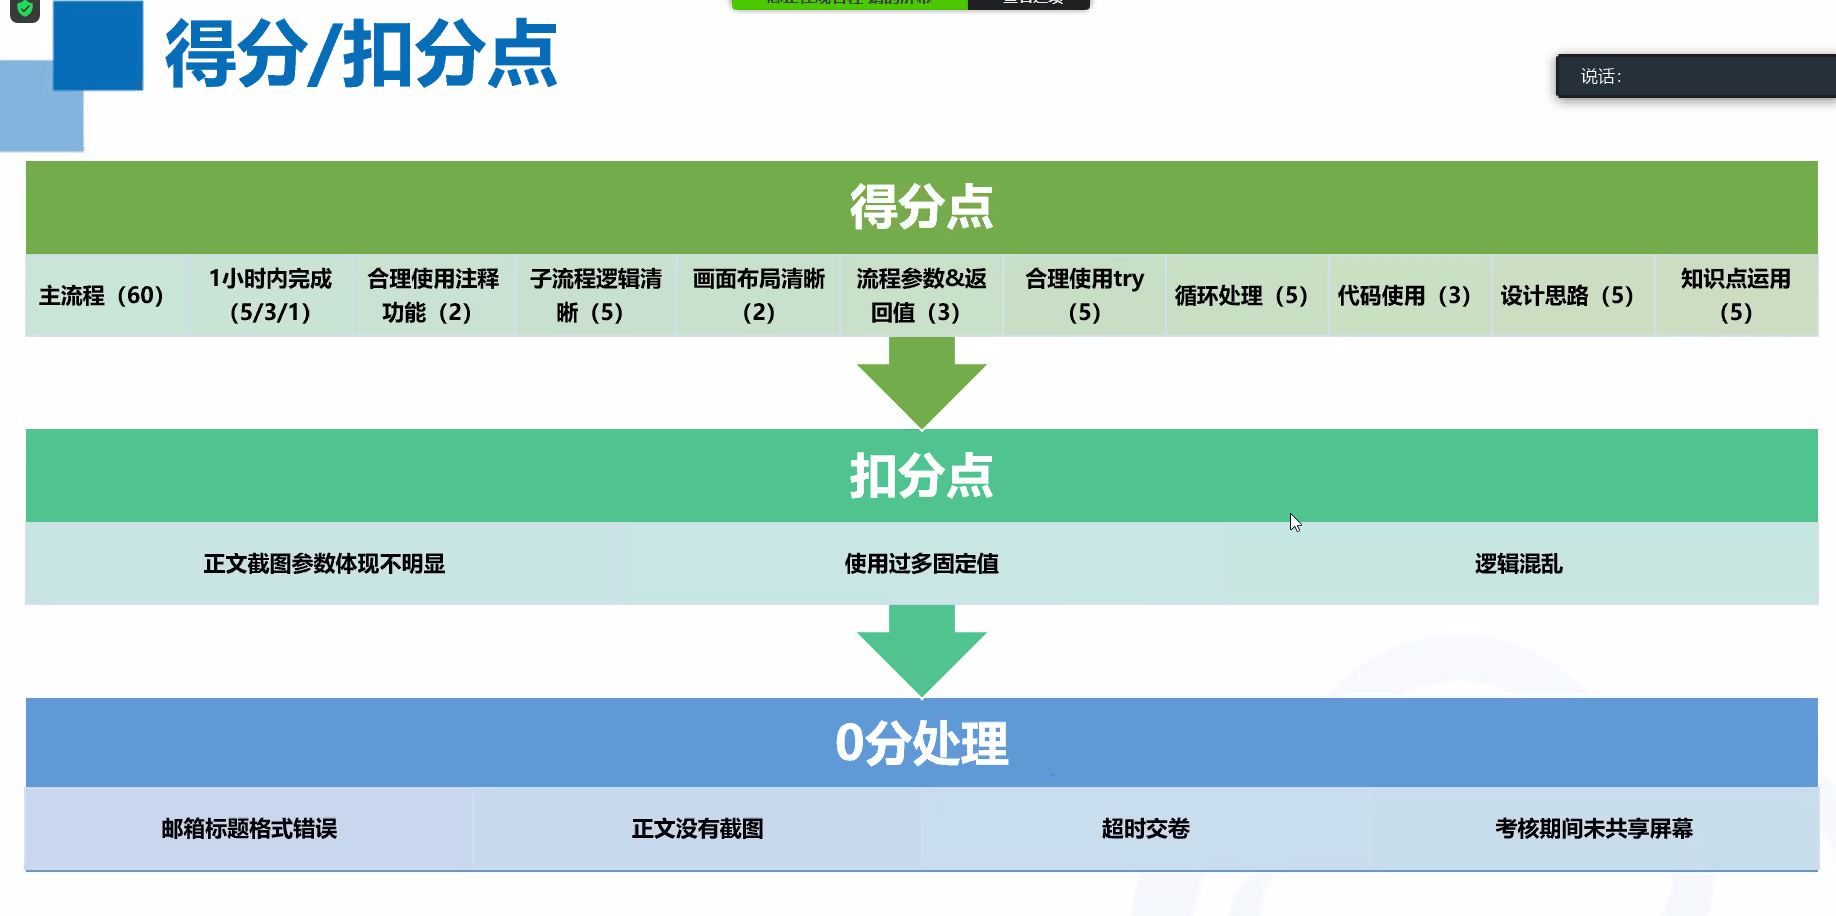 得分/扣分点
说话：
得分点
主流程（60）
1小时内完成
（5/3/1）
合理使用注释
功能（2）
子流程逻辑清
晰（5）
画面布局清晰
（2）
流程参数&返
回值（3）
合理使用try
（5）
循环处理（5）
代码使用（3）
设计思路（5）
知识点运用
（5）
扣分点
正文截图参数体现不明显
使用过多固定值
逻辑混乱
0分处理
邮箱标题格式错误
正文没有截图
超时交卷
考核期间未共享屏幕